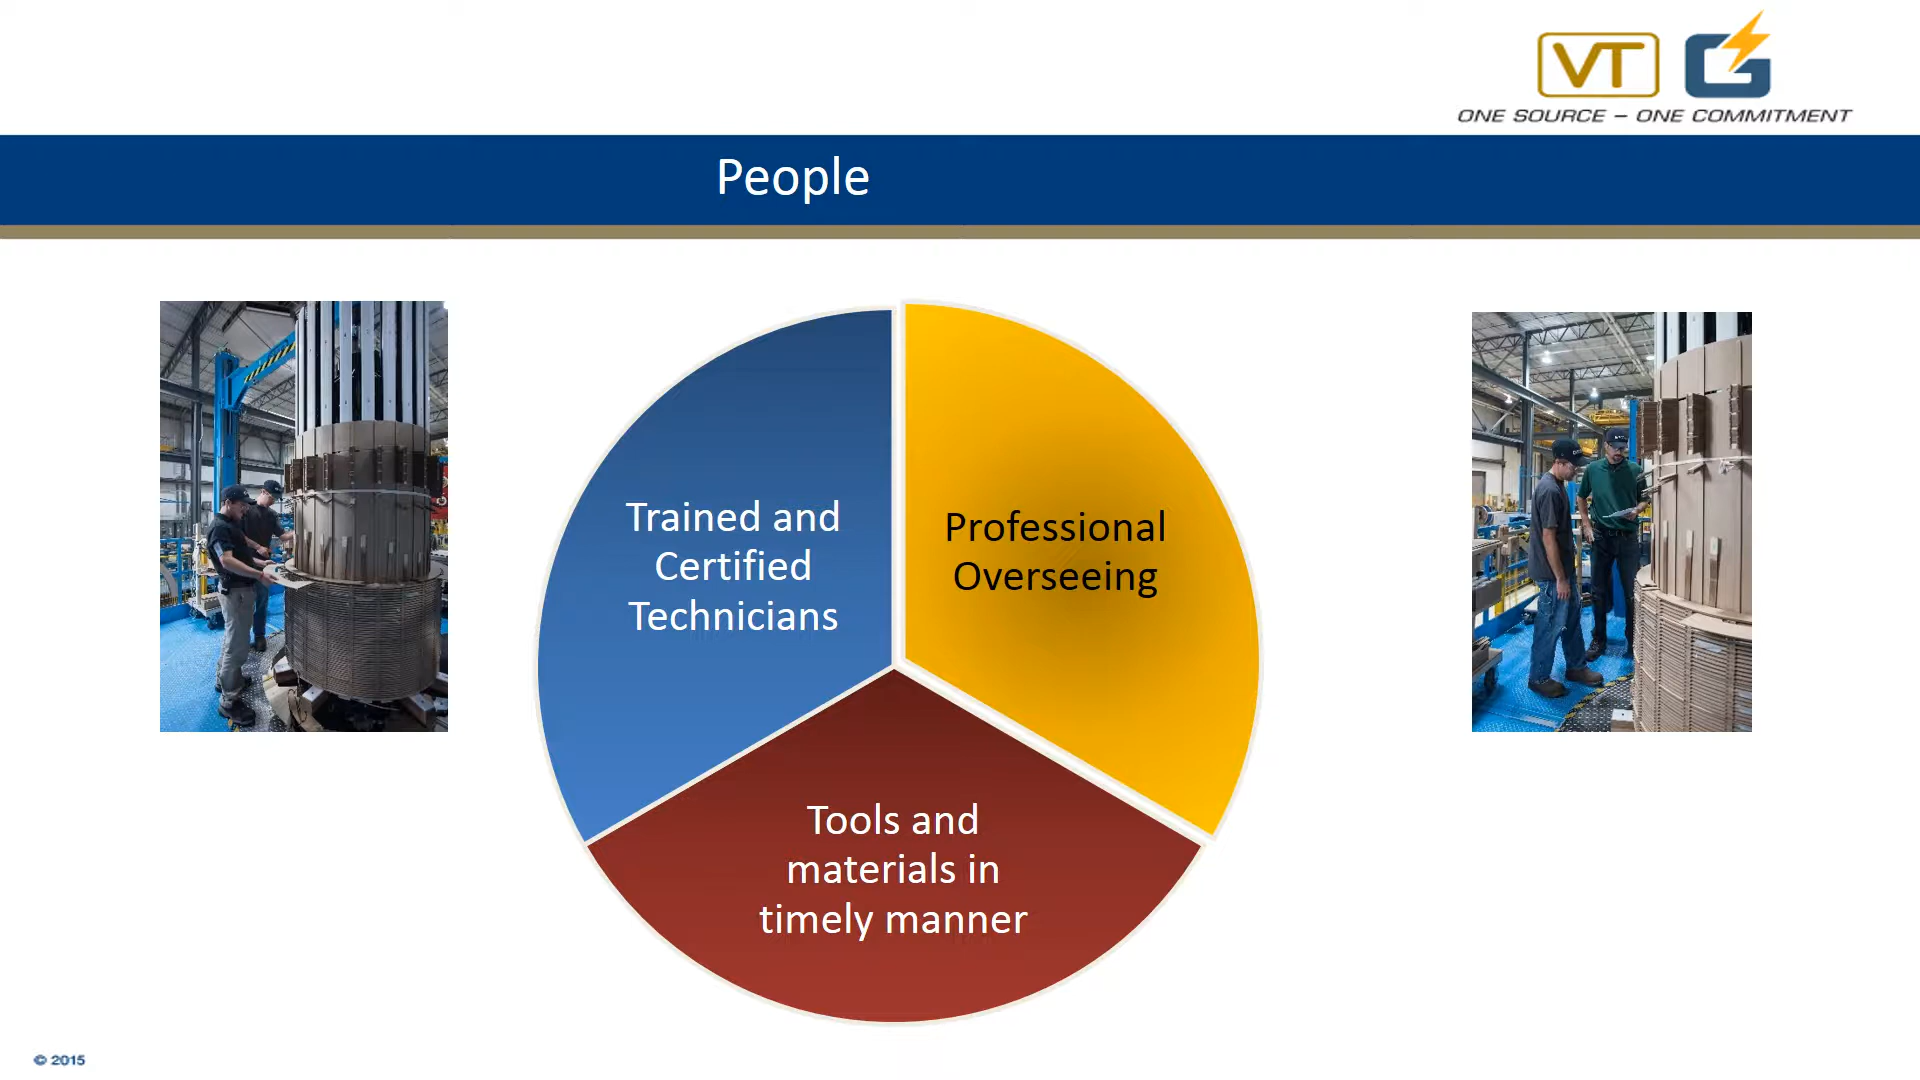 VT G
ONE SOURCE – ONE COMMITMENT
People
Trained and
Certified
Technicians
Professional
Overseeing
Tools and
materials in
timely manner
© 2015